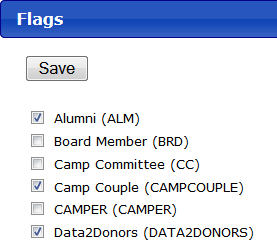 Flags
Save
Alumni (ALM)
Board Member (BRD)
Camp Committee (CC)
Camp Couple (CAMPCOUPLE)
CAMPER (CAMPER)
Data2Donors (DATA2DONORS)